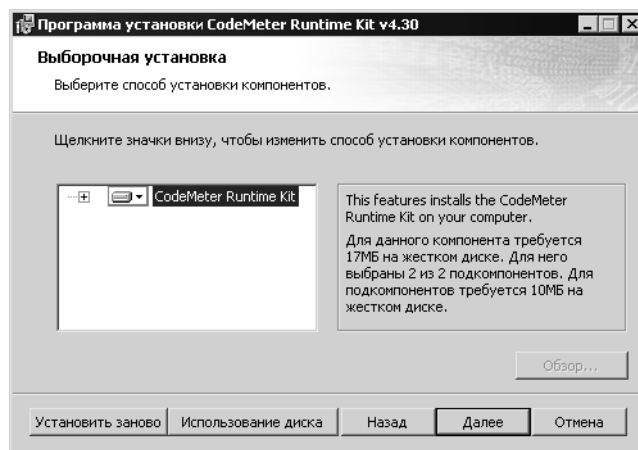 Программа установки CodeMeter Runtime Kit v4.30
Выборочная установка
Выберите способ установки компонентов.
Щелкните значки внизу, чтобы изменить способ установки компонентов.
CodeMeter Runtime Kit
This features installs the CodeMeter
Runtime Kit on your computer.
Для данного компонента требуется
17МБ на жестком диске. Для него
выбраны 2 из 2 подкомпонентов. Для
подкомпонентов требуется 10МБ на
жестком диске.
Обзор...
Установить заново Использование диска Назад Далее Отмена